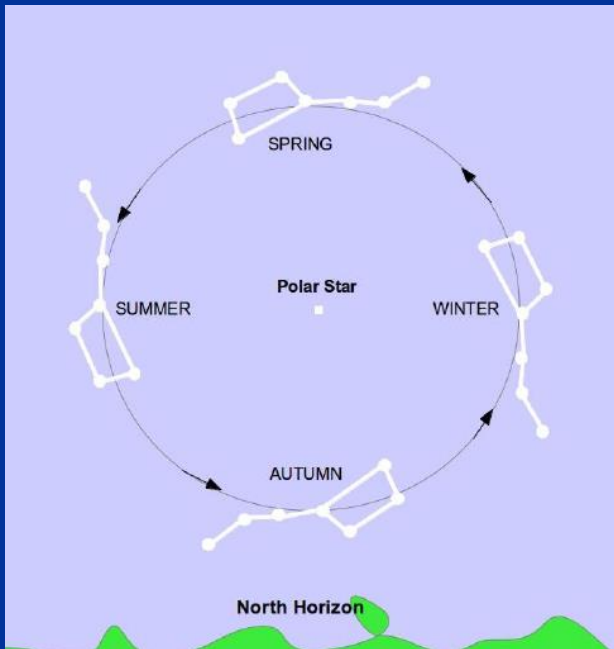 SPRING
Polar Star
SUMMER
WINTER
AUTUMN
North Horizon